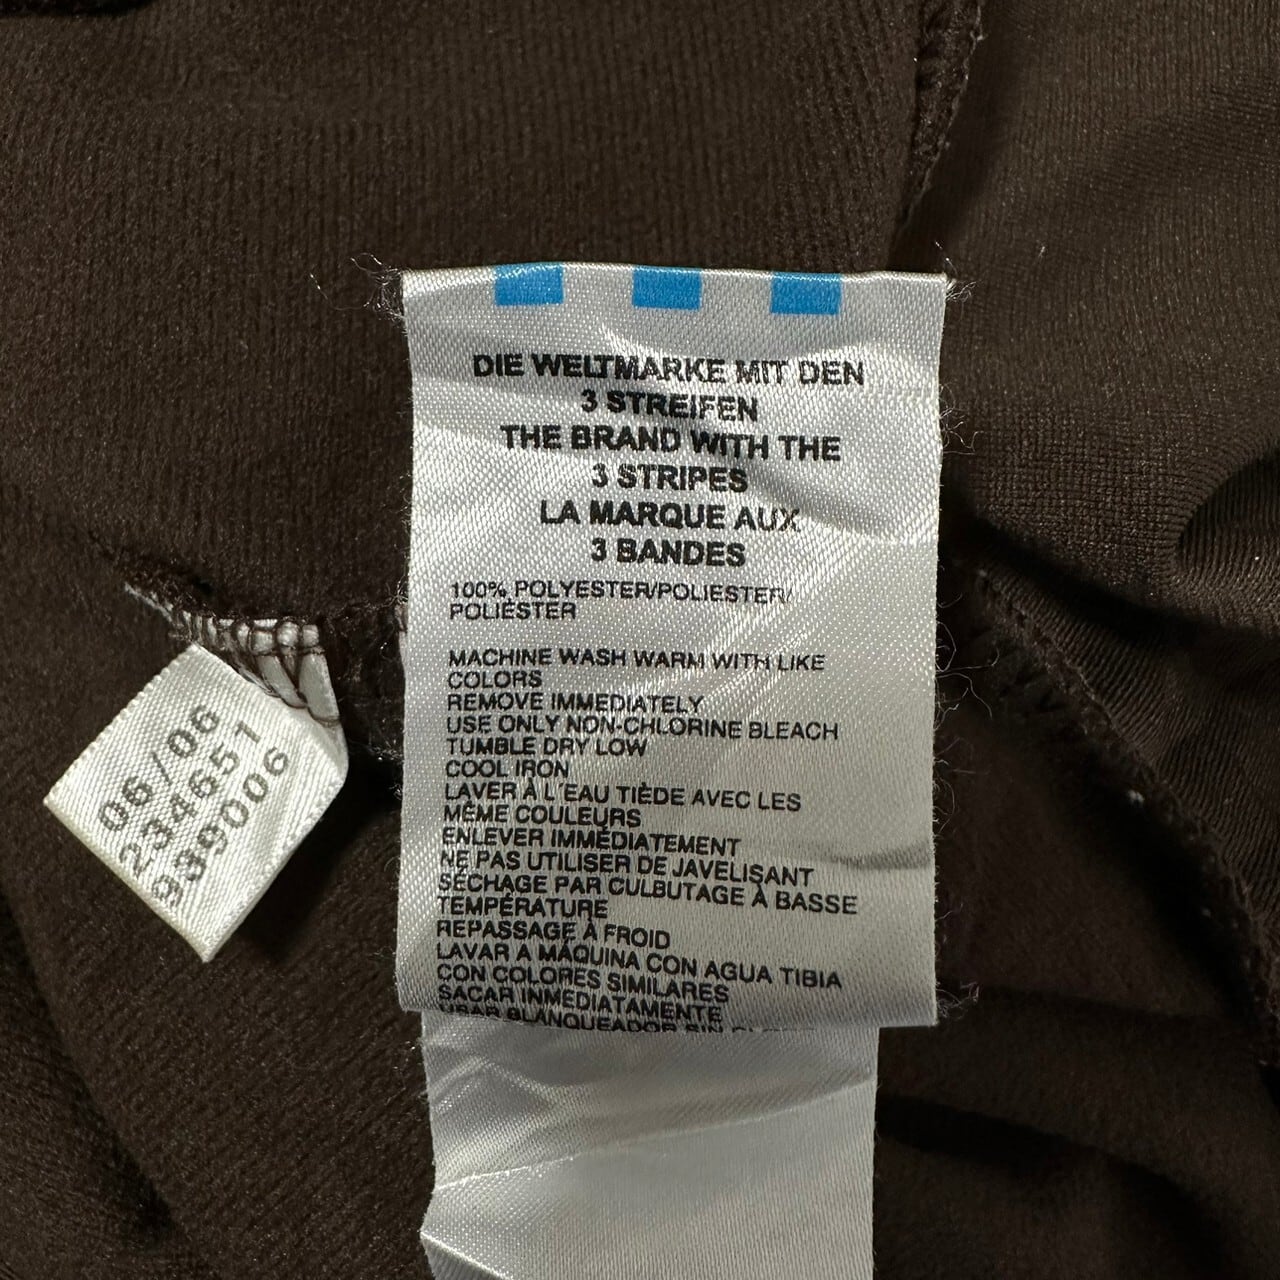 DIE WELTMARKE MIT DEN
3 STREIFEN
THE BRAND WITH THE
3 STRIPES
LA MARQUE AUX
3 BANDES
100% POLYESTER/POLIESTER/
POLIÉSTER
MACHINE WASH WARM WITH LIKE
COLORS
REMOVE IMMEDIATELY
USE ONLY NON-CHLORINE BLEACH
TUMBLE DRY LOW
COOL IRON
LAVER À L'EAU TIÈDE AVEC LES
MÊME COULEURS
ENLEVER IMMÉDIATEMENT
NE PAS UTILISER DE JAVELISANT
SÉCHAGE PAR CULBUTAGE À BASSE
TEMPÉRATURE
REPASSAGE À FROID
LAVAR A MÁQUINA CON AGUA TIBIA
CON COLORES SIMILARES
SACAR INMEDIATAMENTE
USAR BLANQUEADOR SIN
06/06
234651
939006